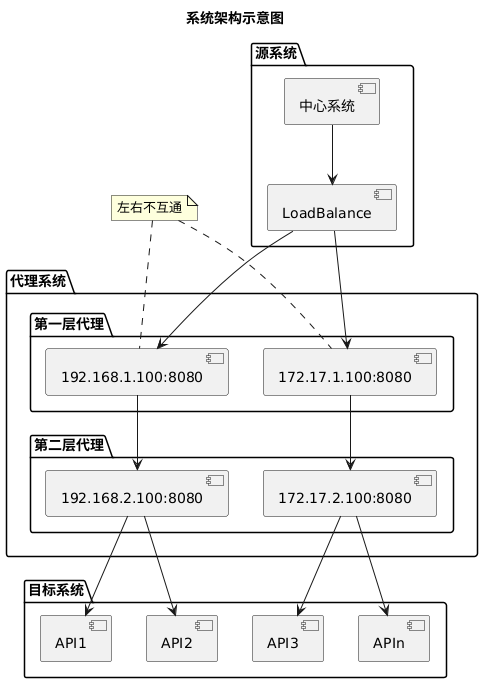 系统架构示意图
源系统
中心系统
LoadBalance
左右不互通
代理系统
第一层代理
192.168.1.100:8080
172.17.1.100:8080
第二层代理
192.168.2.100:8080
172.17.2.100:8080
目标系统
API1
API2
API3
APIn